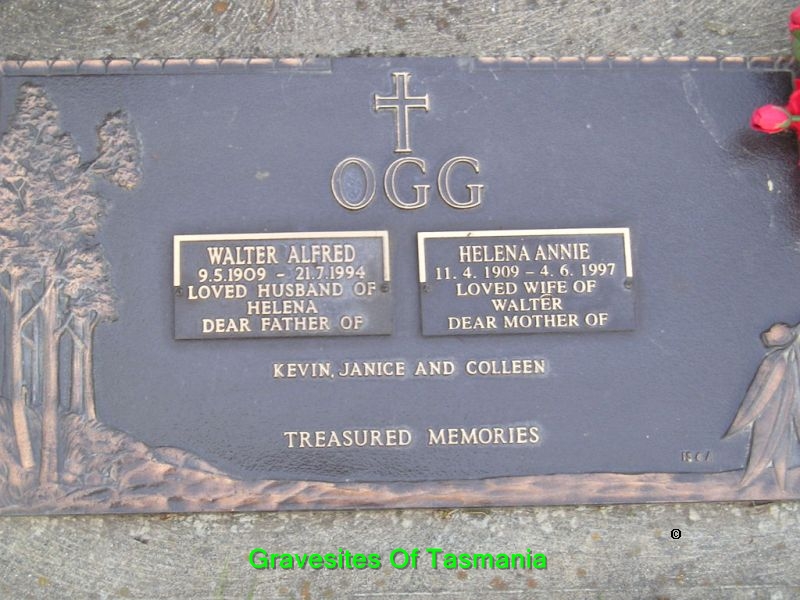 OGG
WALTER ALFRED
9.5.1909 - 21.7.1994
LOVED HUSBAND OF
HELENA
DEAR FATHER OF
HELENA ANNIE
11. 4. 1909 - 4. 6. 1997
LOVED WIFE OF
WALTER
DEAR MOTHER OF
KEVIN, JANICE AND COLLEEN
TREASURED MEMORIES
©
Gravesites Of Tasmania